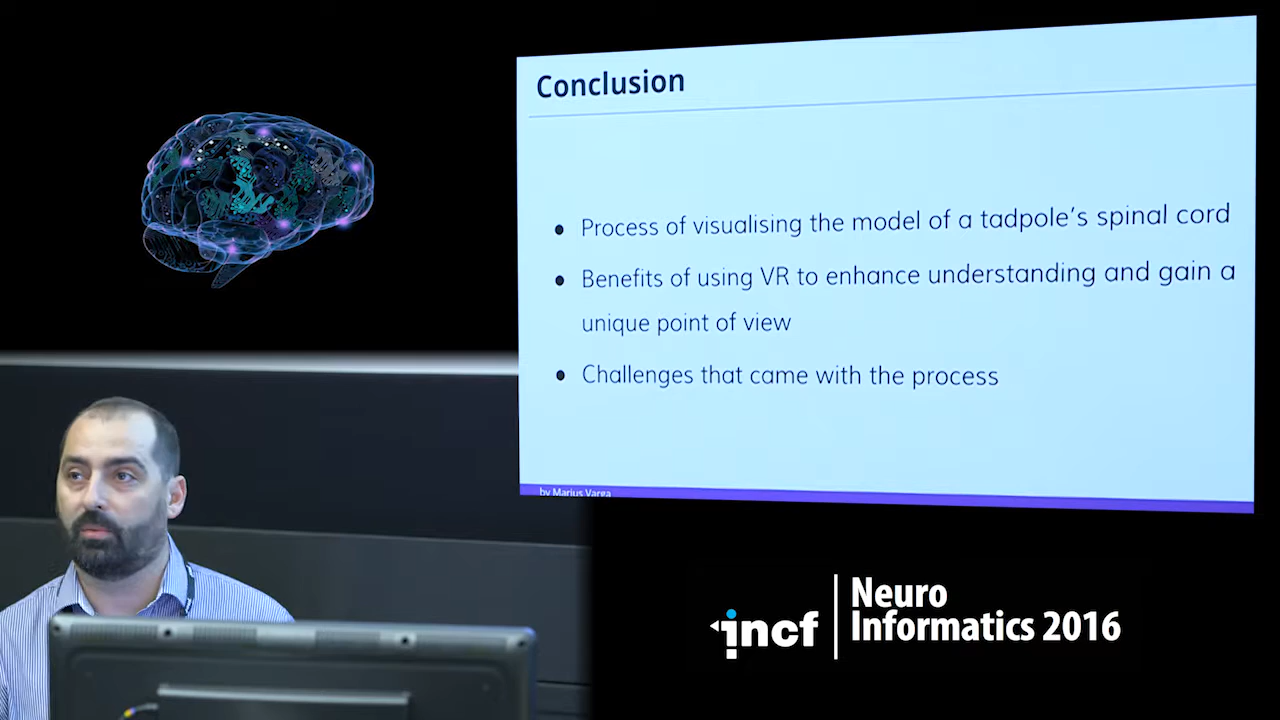 Conclusion
● Process of visualising the model of a tadpole's spinal cord
● Benefits of using VR to enhance understanding and gain a
unique point of view
● Challenges that came with the process
by Marius Varga
incf
Neuro
Informatics 2016